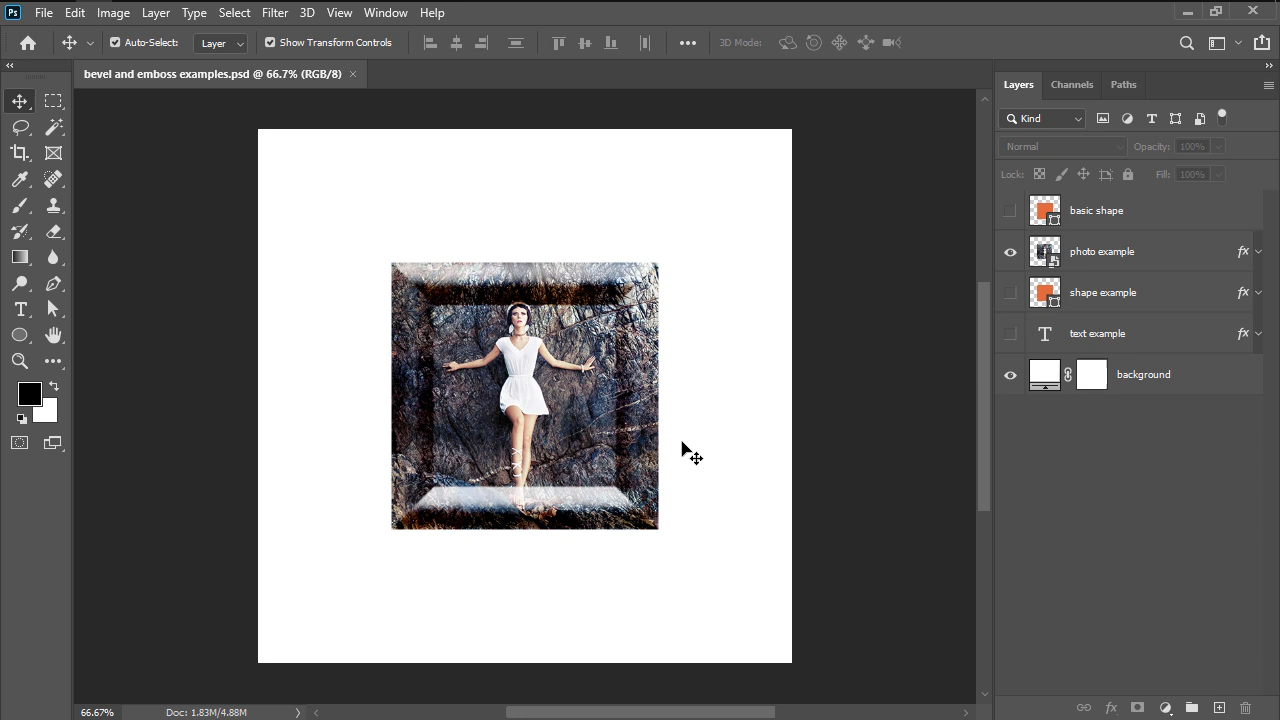 Ps File Edit Image Layer Type Select Filter 3D View Window Help
Auto-Select: Layer Show Transform Controls 3D Mode:
bevel and emboss examples.psd @ 66.7% (RGB/8) ×
Layers Channels Paths
Kind
Normal Opacity: 100%
Lock: Fill: 100%
basic shape
photo example fx
shape example fx
text example fx
background
66.67% Doc: 1.83M/4.88M